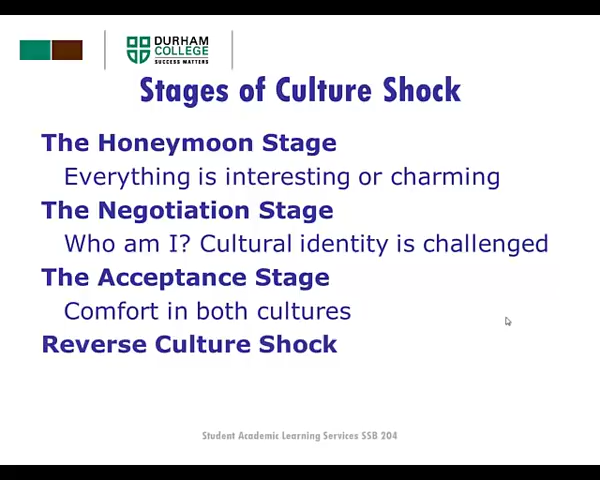 DURHAM
COLLEGE
SUCCESS MATTERS
Stages of Culture Shock
The Honeymoon Stage
Everything is interesting or charming
The Negotiation Stage
Who am I? Cultural identity is challenged
The Acceptance Stage
Comfort in both cultures
Reverse Culture Shock
Student Academic Learning Services SSB 204